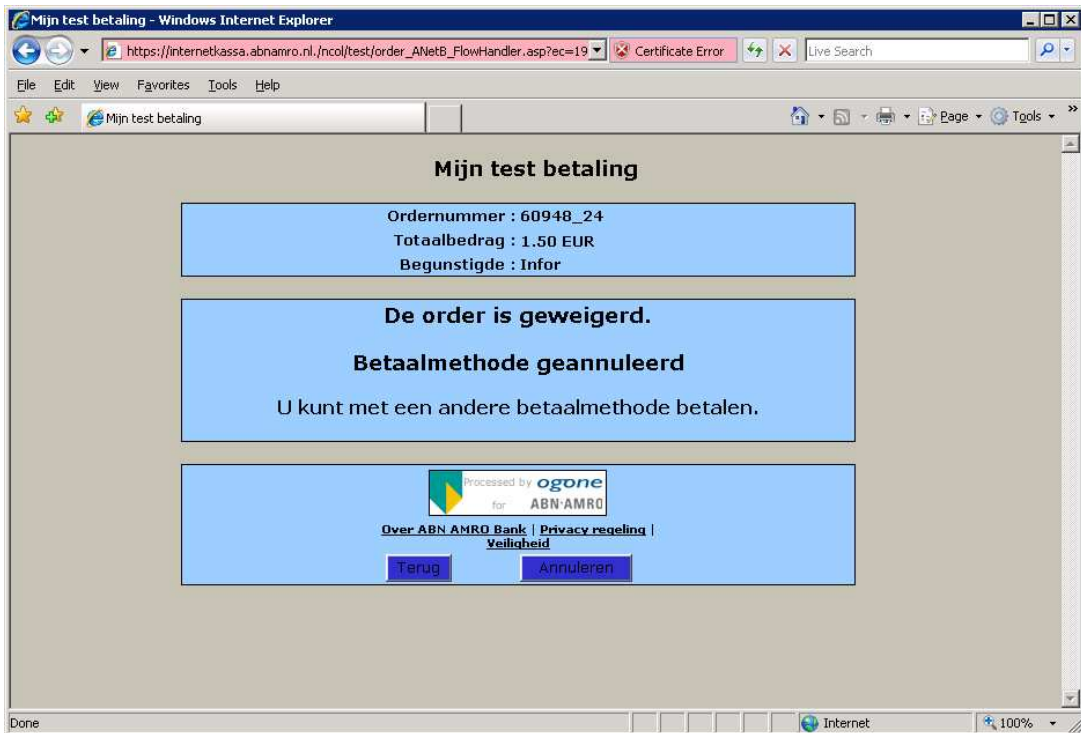 Mijn test betaling - Windows Internet Explorer
https://internetkassa.abnamro.nl./ncol/test/order_ANetB_FlowHandler.asp?ec=19
Certificate Error
Live Search
File Edit View Favorites Tools Help
Mijn test betaling
Page
Tools
»
Mijn test betaling
Ordernummer : 60948_24
Totaalbedrag : 1.50 EUR
Begunstigde : Infor
De order is geweigerd.
Betaalmethode geannuleerd
U kunt met een andere betaalmethode betalen.
Processed by ogone
for ABN·AMRO
Over ABN AMRO Bank | Privacy regeling |
Veiligheid
Terug Annuleren
Done Internet 100%